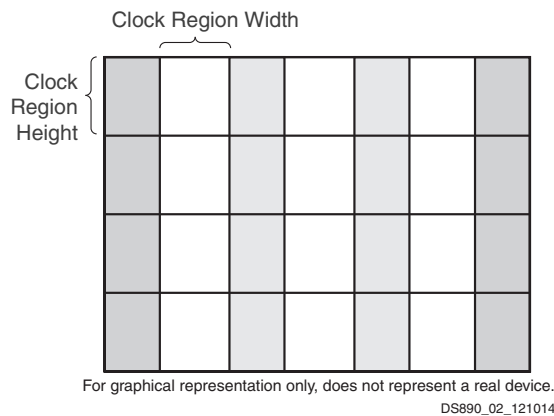 Clock Region Width
Clock
Region
Height
For graphical representation only, does not represent a real device.
DS890_02_121014